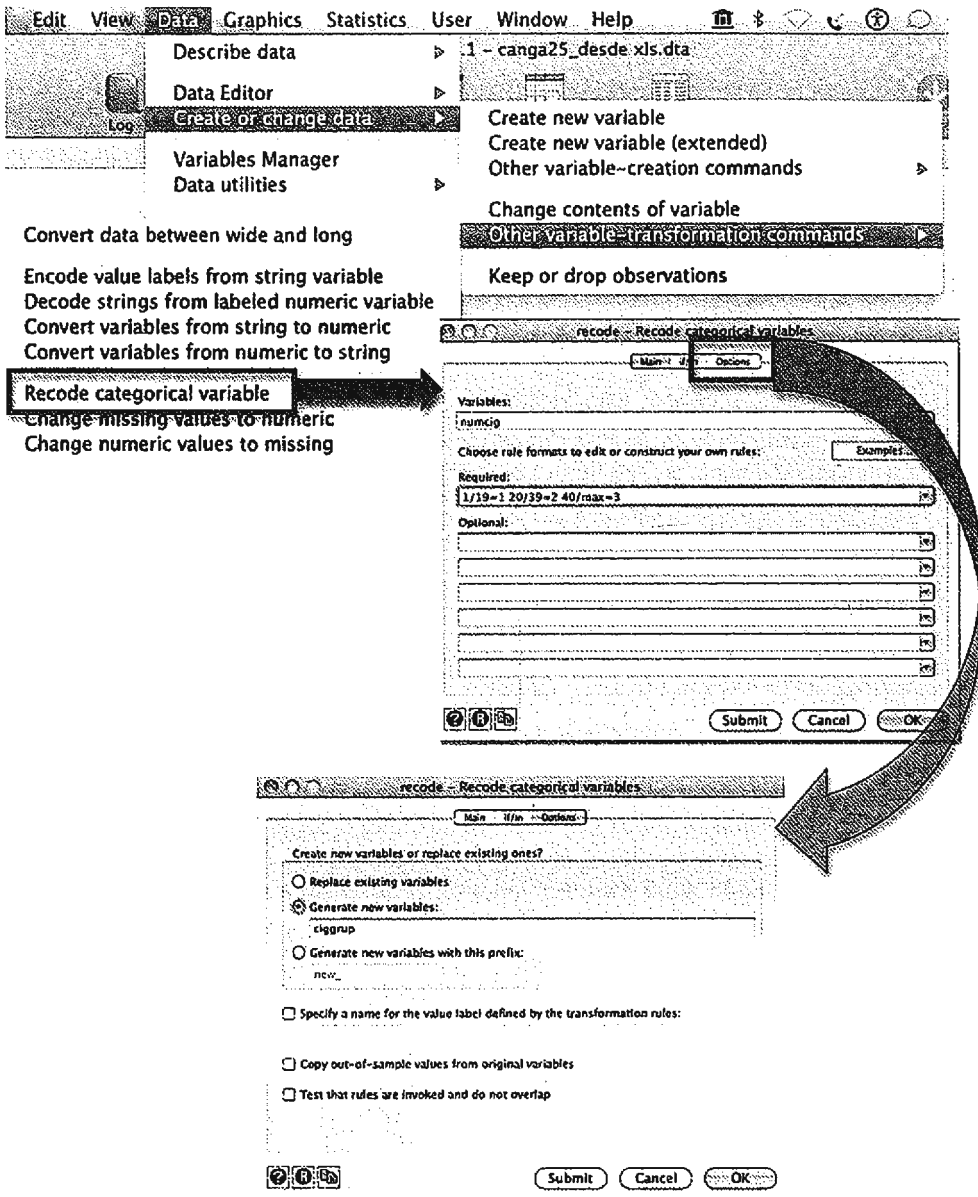 Edit View Data Graphics Statistics User Window Help
Describe data
.1 – canga25_desde xls.dta
Data Editor
Log
Create or change data
Variables Manager
Data utilities
Create new variable
Create new variable (extended)
Other variable-creation commands
Change contents of variable
Other variable-transformation commands
Keep or drop observations
Convert data between wide and long
Encode value labels from string variable
Decode strings from labeled numeric variable
Convert variables from string to numeric
Convert variables from numeric to string
Recode categorical variable
Change missing values to numeric
Change numeric values to missing
recode – Recode categorical variables
Main if/in Options
Variables:
numcig
Choose rule formats to edit or construct your own rules:
Examples...
Required:
1/19=1 20/39=2 40/max=3
Optional:
Submit Cancel OK
recode – Recode categorical variables
Main if/in Options
Create new variables or replace existing ones?
Replace existing variables
Generate new variables:
ciggrup
Generate new variables with this prefix:
new_
Specify a name for the value label defined by the transformation rules:
Copy out-of-sample values from original variables
Test that rules are invoked and do not overlap
Submit Cancel OK